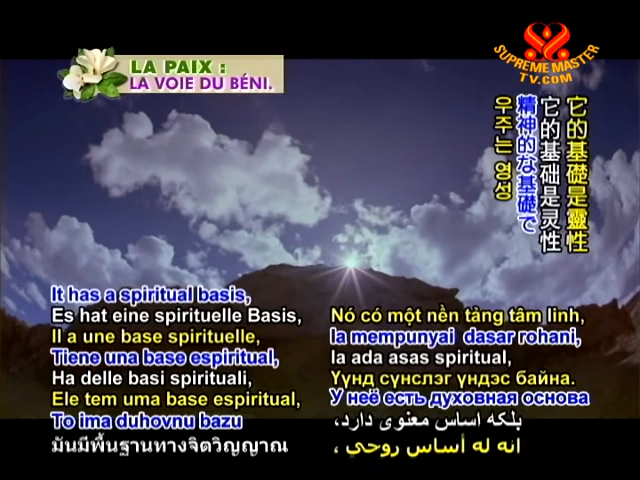 LA PAIX :
LA VOIE DU BÉNI.
SUPREME MASTER
TV.COM
它的基礎是靈性
它的基础是灵性
精神的な基礎で
우주는 영성
It has a spiritual basis,
Es hat eine spirituelle Basis,
Il a une base spirituelle,
Tiene una base espiritual,
Ha delle basi spirituali,
Ele tem uma base espiritual,
To ima duhovnu bazu
มันมีพื้นฐานทางจิตวิญญาณ
Nó có một nền tảng tâm linh,
Ia mempunyai dasar rohani,
Ia ada asas spiritual,
Үүнд сүнслэг үндэс байна.
У неё есть духовная основа
بلکه اساس معنوی دارد،
انه له أساس روحي ،